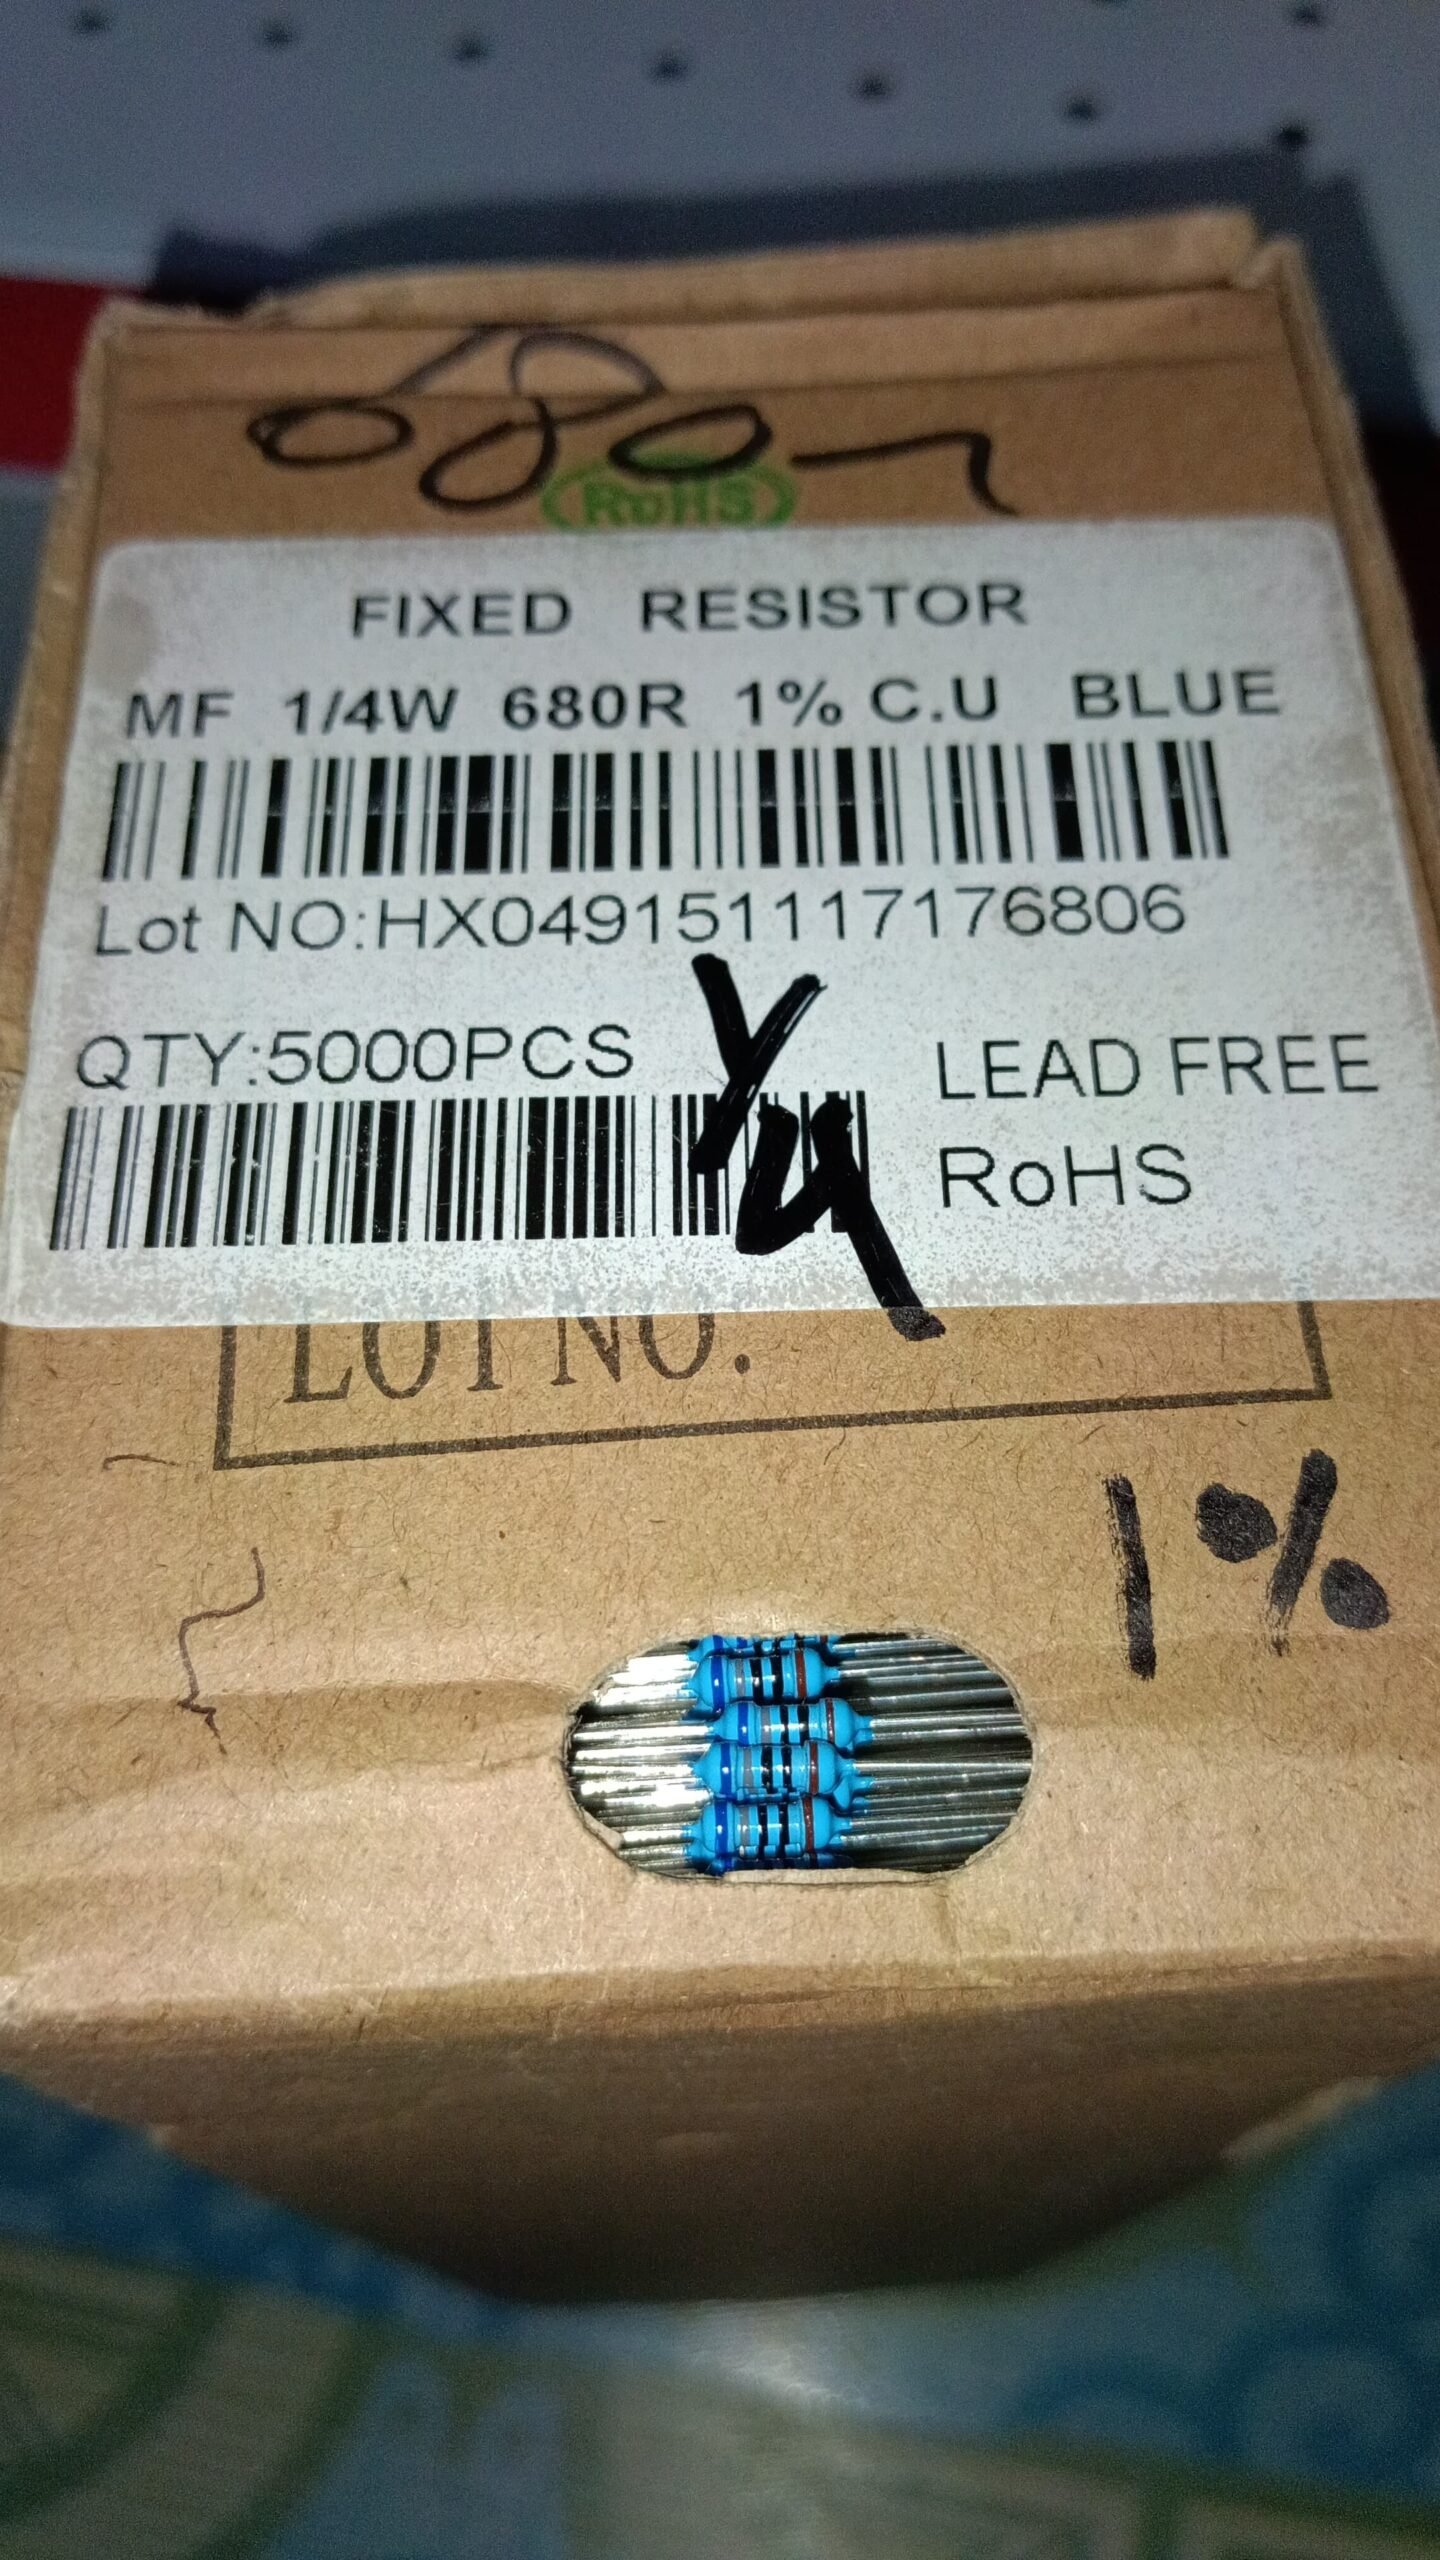 680
RoHS
FIXED RESISTOR
MF 1/4W 680R 1% C.U BLUE
Lot NO:HX049151117176806
QTY:5000PCS
LEAD FREE
RoHS
1/4
LOT NO.
1%